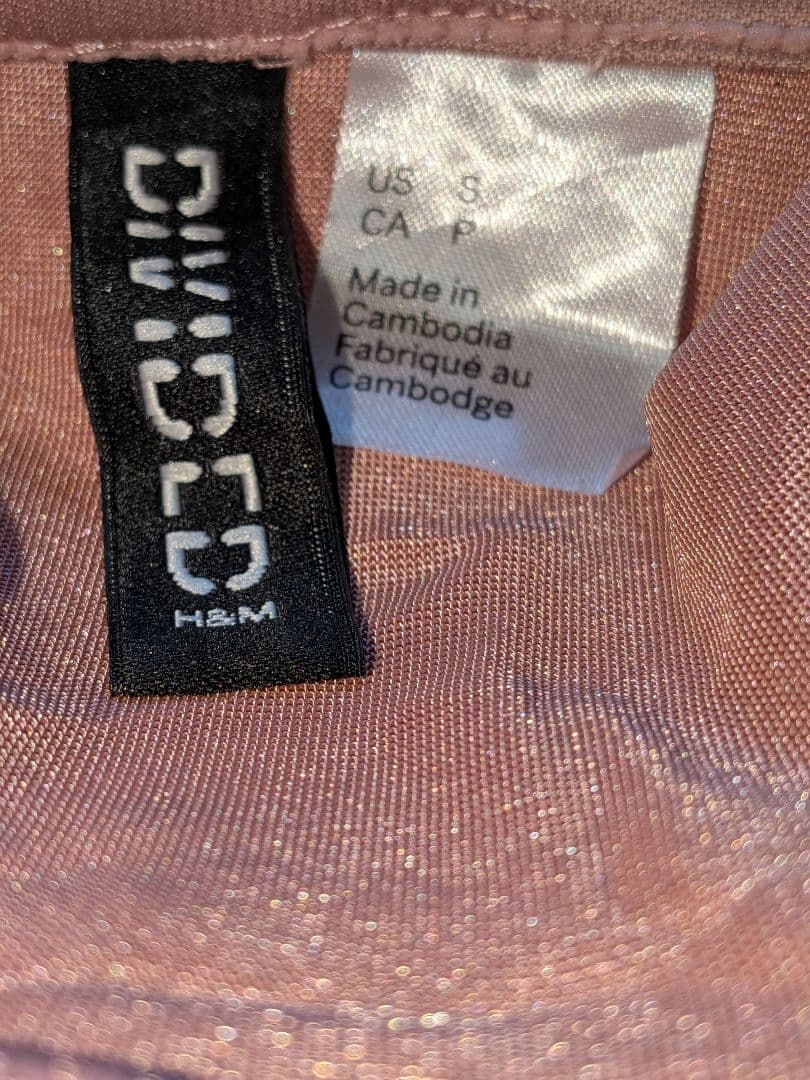 DIVIDED
H&M
US S
CA P
Made in
Cambodia
Fabriqué au
Cambodge